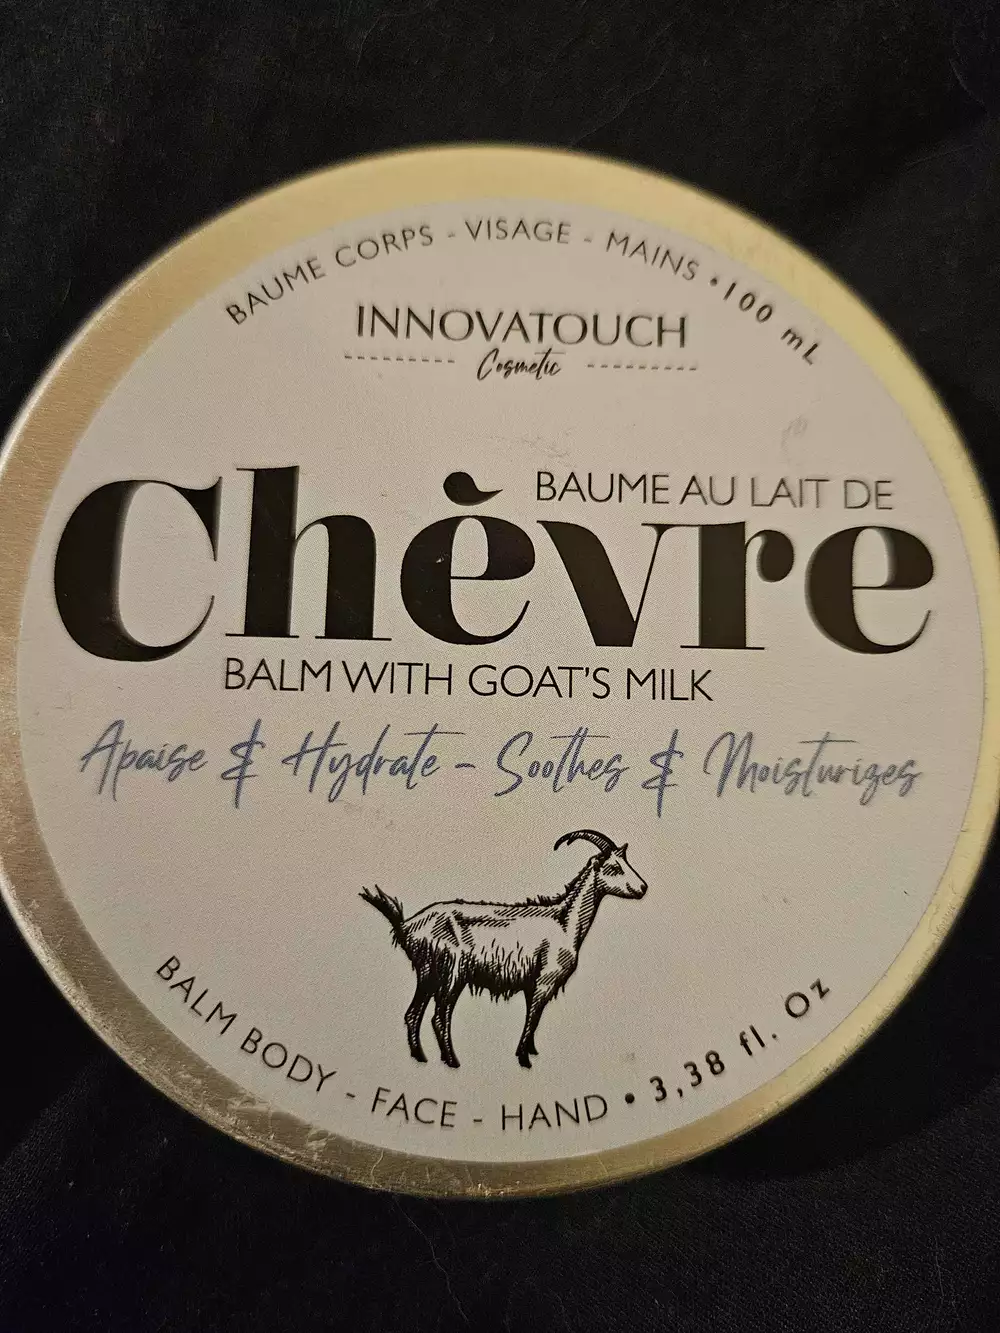 BAUME CORPS - VISAGE - MAINS • 100 mL
INNOVATOUCH
Cosmetic
BAUME AU LAIT DE
Chèvre
BALM WITH GOAT'S MILK
Apaise & Hydrate - Soothes & Moisturizes
BALM BODY - FACE - HAND • 3,38 fl. Oz